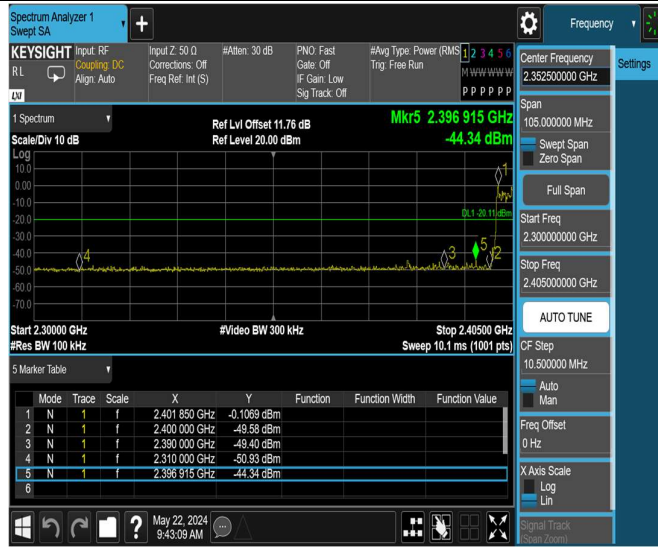 Spectrum Analyzer 1
Swept SA
Frequency
KEYSIGHT
RL
LXI
Input: RF
Coupling: DC
Align: Auto
Input Z: 50 Ω
Corrections: Off
Freq Ref: Int (S)
#Atten: 30 dB
PNO: Fast
Gate: Off
IF Gain: Low
Sig Track: Off
#Avg Type: Power (RMS
Trig: Free Run
1 2 3 4 5 6
M W W W W W
P P P P P P
1 Spectrum
Scale/Div 10 dB
Ref Lvl Offset 11.76 dB
Ref Level 20.00 dBm
Mkr5 2.396 915 GHz
-44.34 dBm
Log
10.0
0.00
-10.0
-20.0
-30.0
-40.0
-50.0
-60.0
-70.0
1
DL1 -20.11 dBm
4
3
5
2
Start 2.30000 GHz
#Res BW 100 kHz
#Video BW 300 kHz
Stop 2.40500 GHz
Sweep 10.1 ms (1001 pts)
5 Marker Table
Mode Trace Scale X Y Function Function Width Function Value
1 N 1 f 2.401 850 GHz -0.1069 dBm
2 N 1 f 2.400 000 GHz -49.58 dBm
3 N 1 f 2.390 000 GHz -49.40 dBm
4 N 1 f 2.310 000 GHz -50.93 dBm
5 N 1 f 2.396 915 GHz -44.34 dBm
6
May 22, 2024
9:43:09 AM
Center Frequency
2.352500000 GHz
Settings
Span
105.000000 MHz
Swept Span
Zero Span
Full Span
Start Freq
2.300000000 GHz
Stop Freq
2.405000000 GHz
AUTO TUNE
CF Step
10.500000 MHz
Auto
Man
Freq Offset
0 Hz
X Axis Scale
Log
Lin
Signal Track
(Span Zoom)